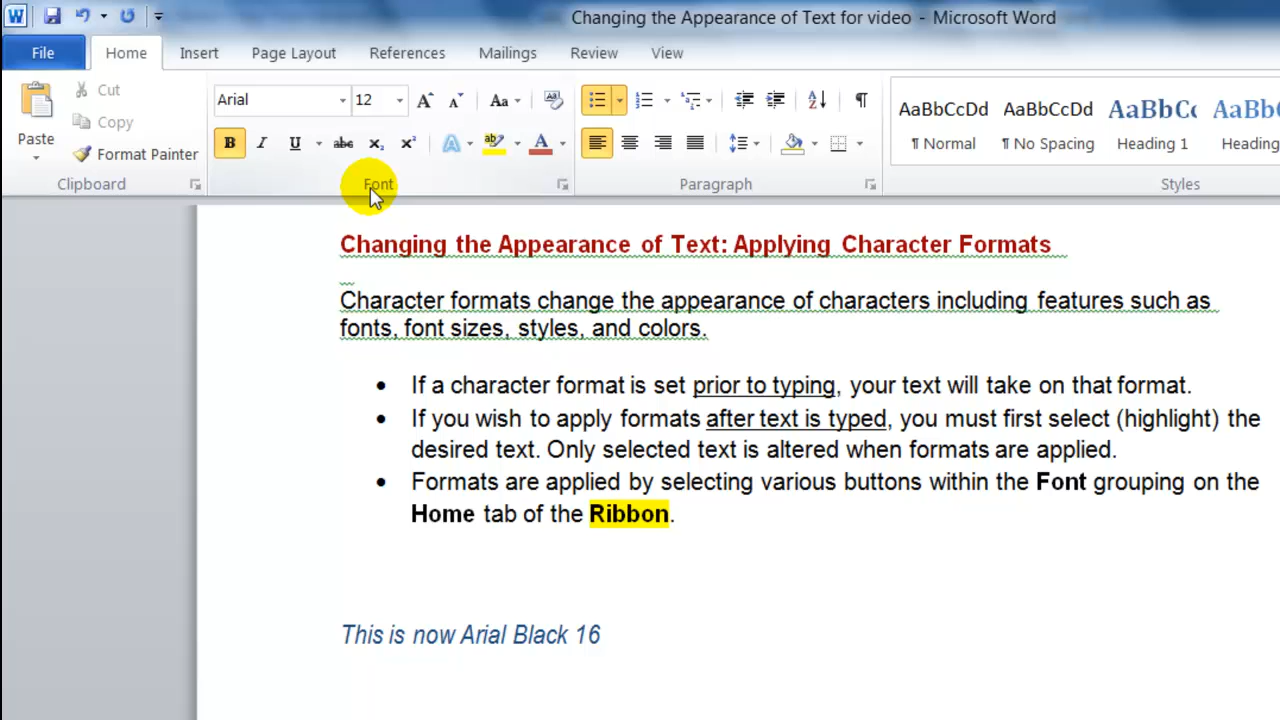 Changing the Appearance of Text for video - Microsoft Word
File Home Insert Page Layout References Mailings Review View
Paste
Cut
Copy
Format Painter
Clipboard
Arial 12
Font
Paragraph
AaBbCcDd AaBbCcDd AaBbCc AaBbC
¶ Normal ¶ No Spacing Heading 1 Heading
Styles
Changing the Appearance of Text: Applying Character Formats
Character formats change the appearance of characters including features such as
fonts, font sizes, styles, and colors.
• If a character format is set prior to typing, your text will take on that format.
• If you wish to apply formats after text is typed, you must first select (highlight) the
desired text. Only selected text is altered when formats are applied.
• Formats are applied by selecting various buttons within the Font grouping on the
Home tab of the Ribbon.
This is now Arial Black 16